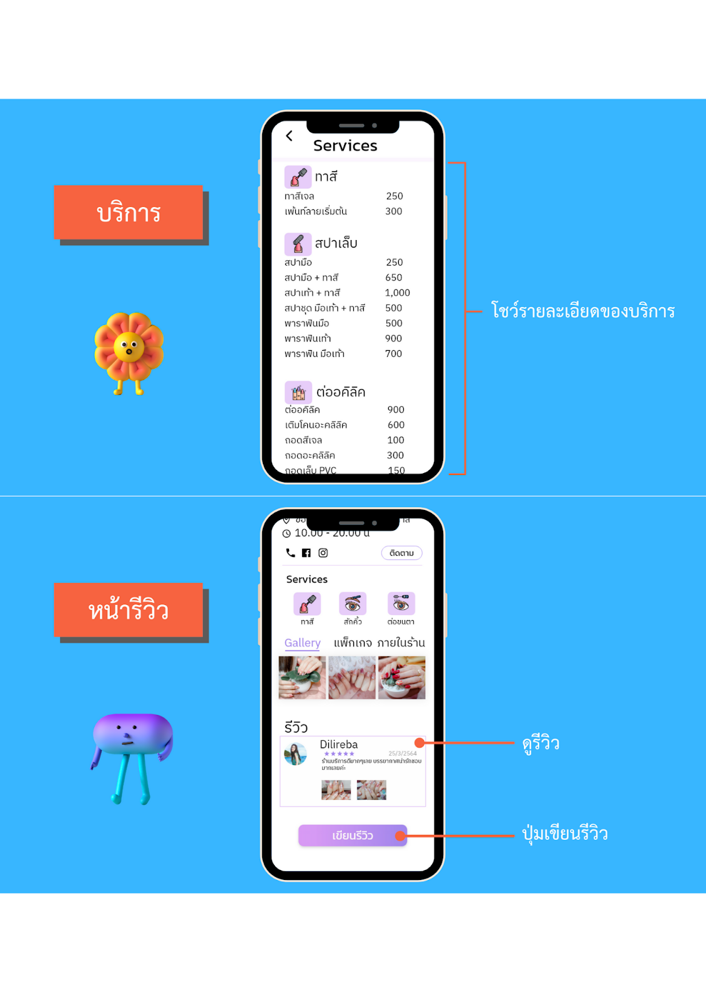 Services
ทาสี
ทาสีเจล 250
เพ้นท์ลายเริ่มต้น 300
สปาเล็บ
สปามือ 250
สปามือ + ทาสี 650
สปาเท้า + ทาสี 1,000
สปาชุด มือเท้า + ทาสี 500
พาราฟินมือ 500
พาราฟินเท้า 900
พาราฟิน มือเท้า 700
ต่ออคิลิค
ต่ออคิลิค 900
เติมโคนอะคลิลิค 600
ถอดสีเจล 100
ถอดอะคลิลิค 300
ถอดเล็บ PVC 150
บริการ
โชว์รายละเอียดของบริการ
10.00 - 20.00 น
ติดตาม
Services
ทาสี สักคิ้ว ต่อขนตา
Gallery แพ็กเกจ ภายในร้าน
รีวิว
Dilireba
25/3/2564
ร้านบริการดีมากๆเลย บรรยากาศน่ารักชอบ
มากเลยค่ะ
เขียนรีวิว
หน้ารีวิว
ดูรีวิว
ปุ่มเขียนรีวิว